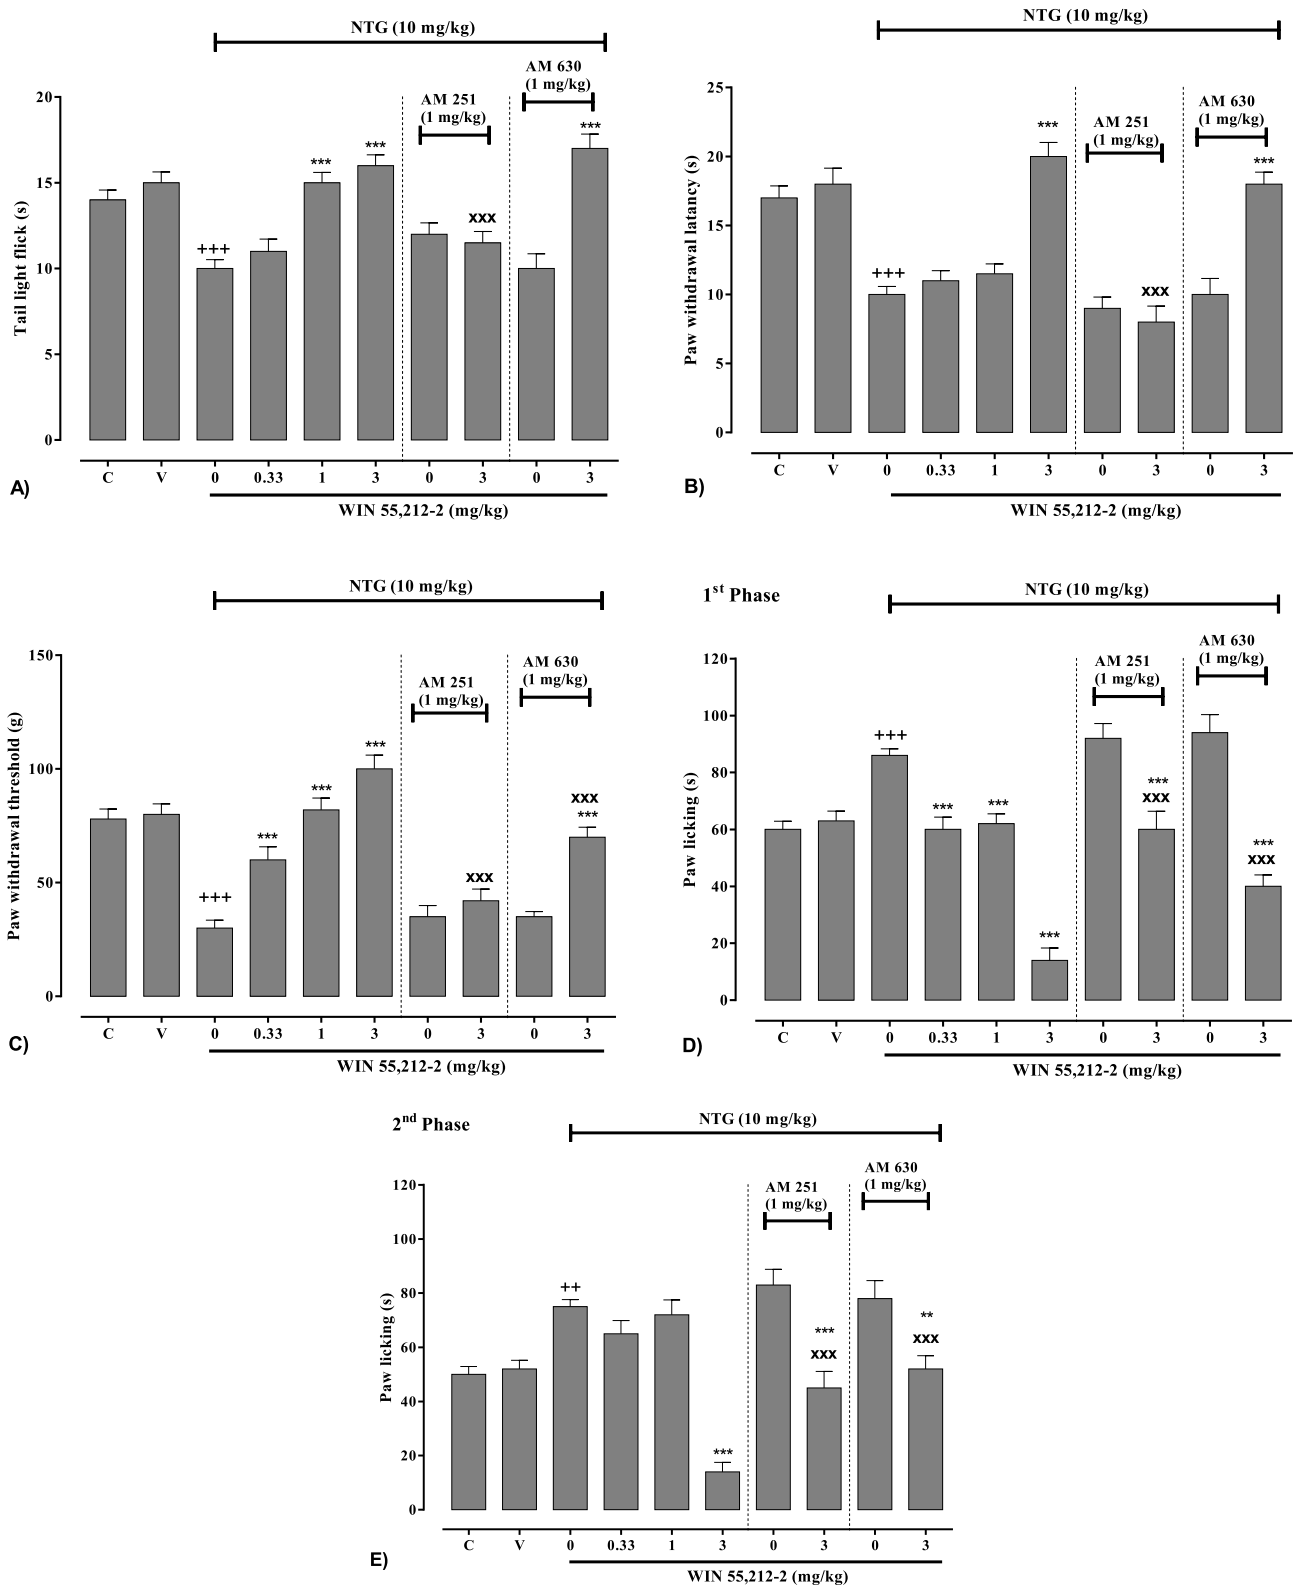 NTG (10 mg/kg)
AM 630
(1 mg/kg)
AM 251
(1 mg/kg)
20
15
10
5
0
Tail light flick (s)
+++
***
***
xxx
***
C V 0 0.33 1 3 0 3 0 3
WIN 55,212-2 (mg/kg)
A)
NTG (10 mg/kg)
AM 630
(1 mg/kg)
AM 251
(1 mg/kg)
25
20
15
10
5
0
Paw withdrawal latancy (s)
+++
***
xxx
***
C V 0 0.33 1 3 0 3 0 3
WIN 55,212-2 (mg/kg)
B)
NTG (10 mg/kg)
AM 630
(1 mg/kg)
AM 251
(1 mg/kg)
150
100
50
0
Paw withdrawal threshold (g)
+++
***
***
***
xxx
xxx
***
C V 0 0.33 1 3 0 3 0 3
WIN 55,212-2 (mg/kg)
C)
1st Phase
NTG (10 mg/kg)
AM 630
(1 mg/kg)
AM 251
(1 mg/kg)
120
100
80
60
40
20
0
Paw licking (s)
+++
***
***
***
***
xxx
***
xxx
C V 0 0.33 1 3 0 3 0 3
WIN 55,212-2 (mg/kg)
D)
2nd Phase
NTG (10 mg/kg)
AM 630
(1 mg/kg)
AM 251
(1 mg/kg)
120
100
80
60
40
20
0
Paw licking (s)
++
***
***
xxx
**
xxx
C V 0 0.33 1 3 0 3 0 3
WIN 55,212-2 (mg/kg)
E)